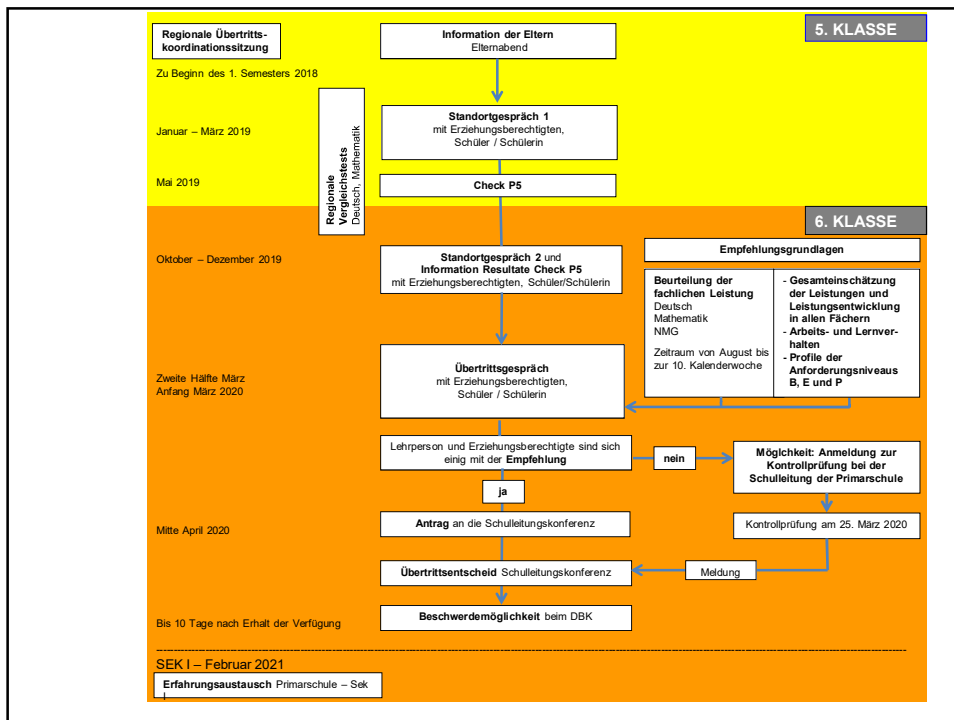 Regionale Übertritts-
koordinationssitzung
Information der Eltern
Elternabend
5. KLASSE
Zu Beginn des 1. Semesters 2018
Januar – März 2019
Regionale
Vergleichstests
Deutsch, Mathematik
Standortgespräch 1
mit Erziehungsberechtigten,
Schüler / Schülerin
Mai 2019
Check P5
6. KLASSE
Oktober – Dezember 2019
Standortgespräch 2 und
Information Resultate Check P5
mit Erziehungsberechtigten, Schüler/Schülerin
Empfehlungsgrundlagen
Beurteilung der
fachlichen Leistung
Deutsch
Mathematik
NMG
Zeitraum von August bis
zur 10. Kalenderwoche
- Gesamteinschätzung
der Leistungen und
Leistungsentwicklung
in allen Fächern
- Arbeits- und Lernver-
halten
- Profile der
Anforderungsniveaus
B, E und P
Zweite Hälfte März
Anfang März 2020
Übertrittsgespräch
mit Erziehungsberechtigten,
Schüler / Schülerin
Lehrperson und Erziehungsberechtigte sind sich
einig mit der Empfehlung
nein
Möglchkeit: Anmeldung zur
Kontrollprüfung bei der
Schulleitung der Primarschule
ja
Mitte April 2020
Antrag an die Schulleitungskonferenz
Kontrollprüfung am 25. März 2020
Übertrittsentscheid Schulleitungskonferenz
Meldung
Bis 10 Tage nach Erhalt der Verfügung
Beschwerdemöglichkeit beim DBK
SEK I – Februar 2021
Erfahrungsaustausch Primarschule – Sek
I